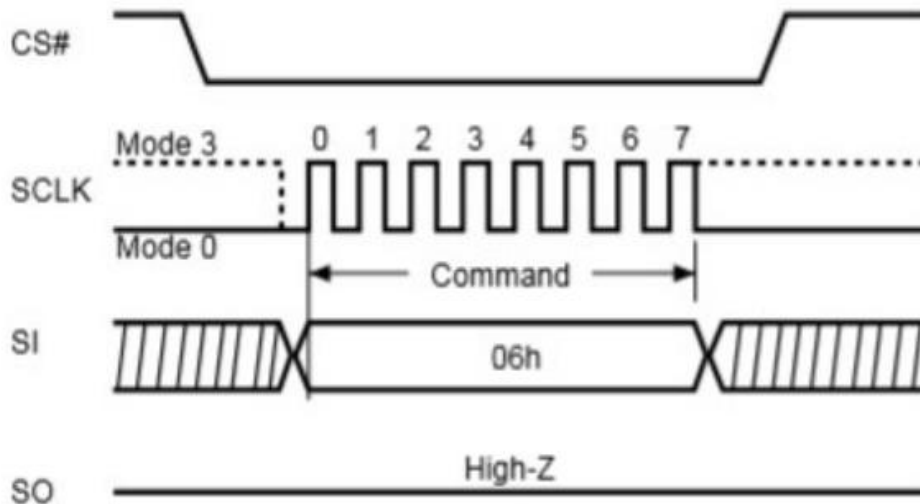 CS#
Mode 3
0 1 2 3 4 5 6 7
SCLK
Mode 0
Command
SI
06h
High-Z
SO